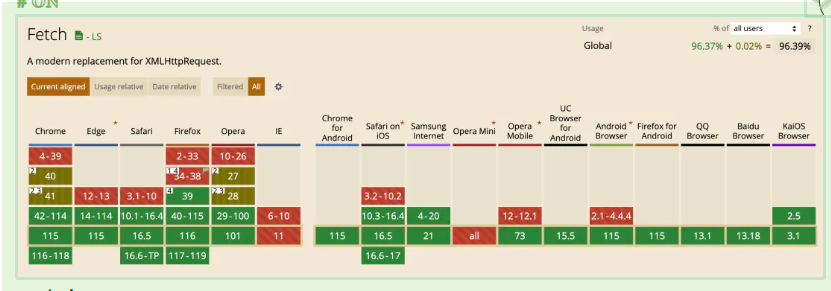 # ON
Fetch - LS
Usage % of all users ?
Global 96.37% + 0.02% = 96.39%
A modern replacement for XMLHttpRequest.
Current aligned Usage relative Date relative Filtered All
Chrome Edge * Safari Firefox Opera IE Chrome for Android Safari on iOS * Samsung Internet Opera Mini * Opera Mobile * UC Browser for Android Android Browser * Firefox for Android QQ Browser Baidu Browser KaiOS Browser
4-39 2-33 10-26
2 40 1 4 34-38 2 27
2 3 41 12-13 3.1-10 4 39 2 3 28 3.2-10.2
42-114 14-114 10.1-16.4 40-115 29-100 6-10 10.3-16.4 4-20 12-12.1 2.1-4.4.4 2.5
115 115 16.5 116 101 11 115 16.5 21 all 73 15.5 115 115 13.1 13.18 3.1
116-118 16.6-TP 117-119 16.6-17